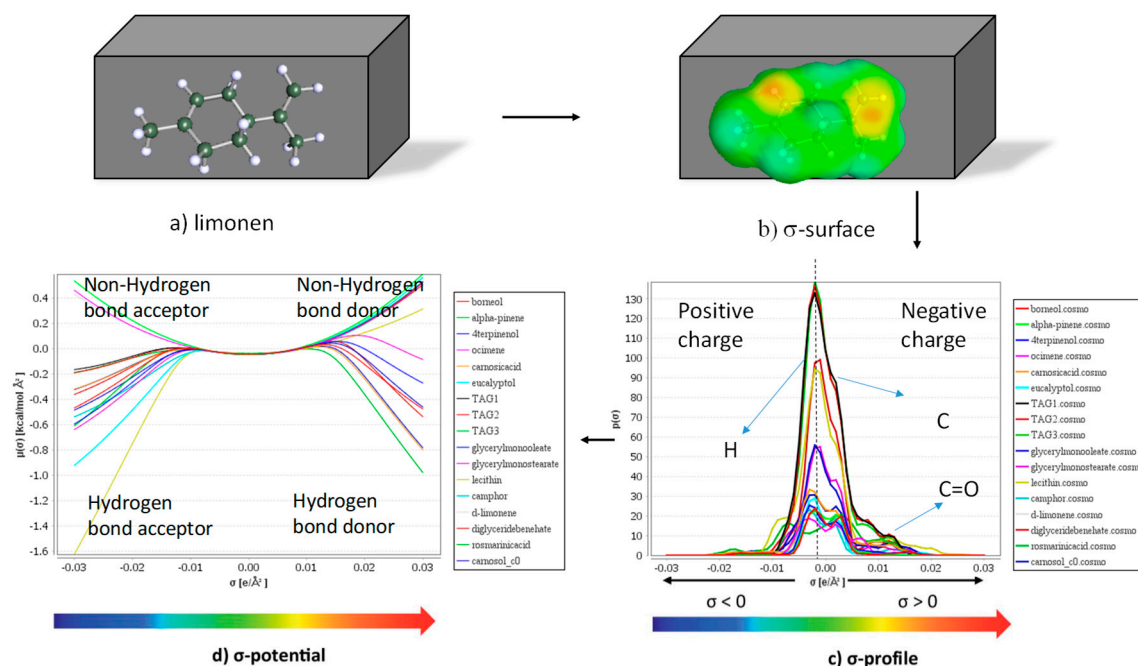 a) limonen
b) σ-surface
Non-Hydrogen
bond acceptor
Non-Hydrogen
bond donor
Hydrogen
bond acceptor
Hydrogen
bond donor
μ(σ) [kcal/mol Å²]
0.4
0.2
0.0
-0.2
-0.4
-0.6
-0.8
-1.0
-1.2
-1.4
-1.6
-0.03
-0.02
-0.01
0.00
0.01
0.02
0.03
σ [e/Å²]
borneol
alpha-pinene
4terpinenol
ocimene
carnosicacid
eucalyptol
TAG1
TAG2
TAG3
glycerylmonooleate
glycerylmonostearate
lecithin
camphor
d-limonene
diglyceridebenehate
rosmarinicacid
carnosol_c0
d) σ-potential
Positive
charge
Negative
charge
H
C
C=O
p(σ)
130
120
110
100
90
80
70
60
50
40
30
20
10
0
-0.03
-0.02
-0.01
0.00
0.01
0.02
0.03
σ [e/Å²]
σ < 0
σ > 0
borneol.cosmo
alpha-pinene.cosmo
4terpinenol.cosmo
ocimene.cosmo
carnosicacid.cosmo
eucalyptol.cosmo
TAG1.cosmo
TAG2.cosmo
TAG3.cosmo
glycerylmonooleate.cosmo
glycerylmonostearate.cosm
lecithin.cosmo
camphor.cosmo
d-limonene.cosmo
diglyceridebenehate.cosmo
rosmarinicacid.cosmo
carnosol_c0.cosmo
c) σ-profile